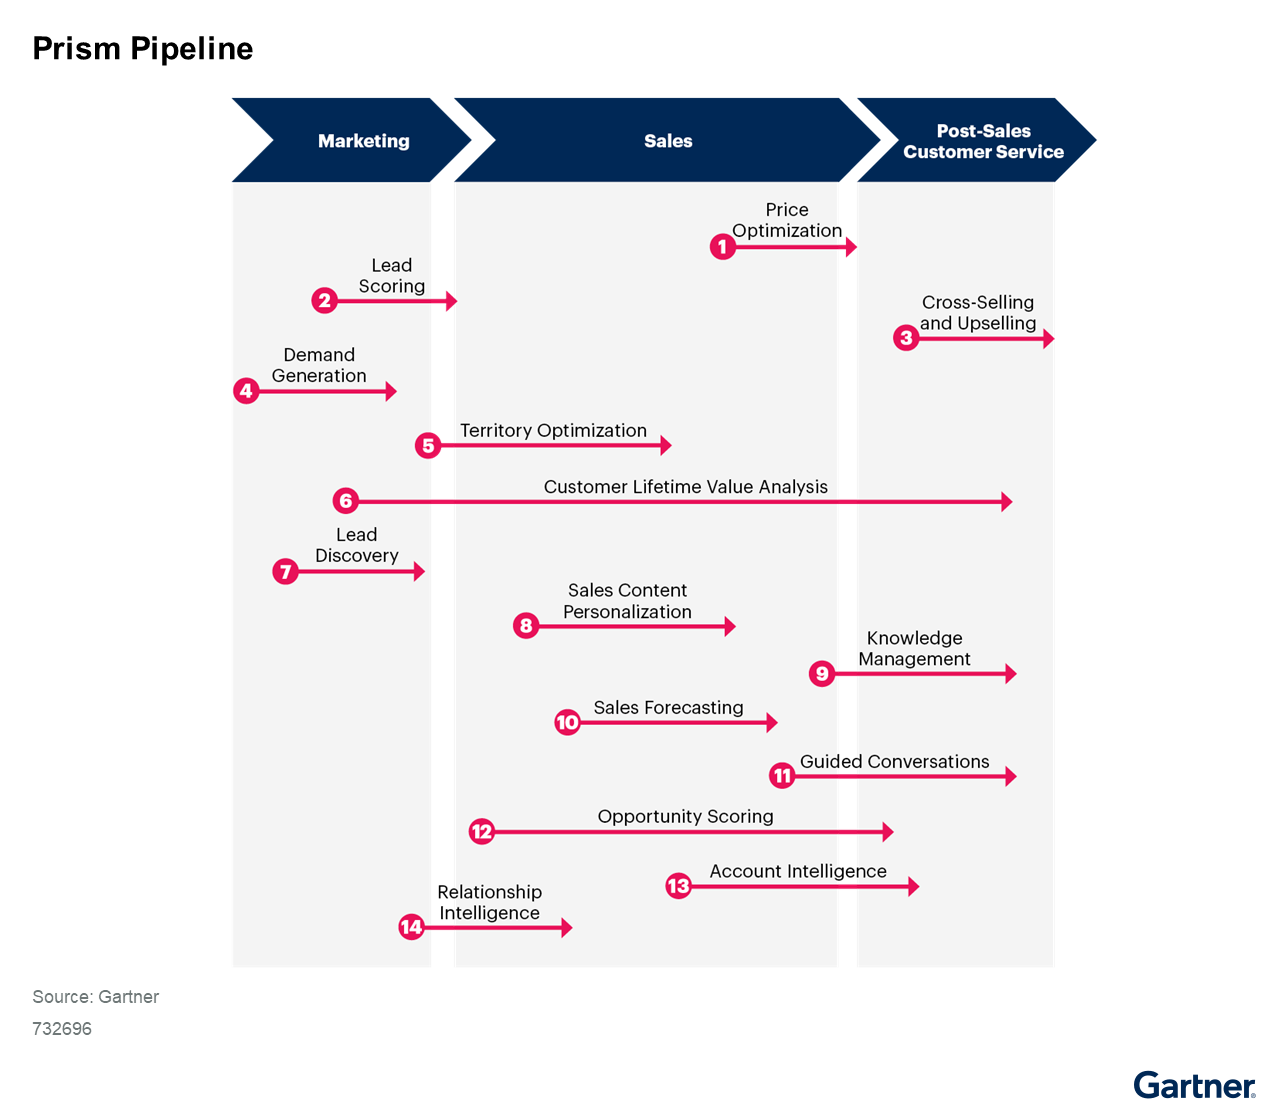 Prism Pipeline
Marketing
Sales
Post-Sales
Customer Service
Price
Optimization
1
Lead
Scoring
2
Cross-Selling
and Upselling
3
Demand
Generation
4
Territory Optimization
5
Customer Lifetime Value Analysis
6
Lead
Discovery
7
Sales Content
Personalization
8
Knowledge
Management
9
Sales Forecasting
10
Guided Conversations
11
Opportunity Scoring
12
Account Intelligence
13
Relationship
Intelligence
14
Source: Gartner
732696
Gartner